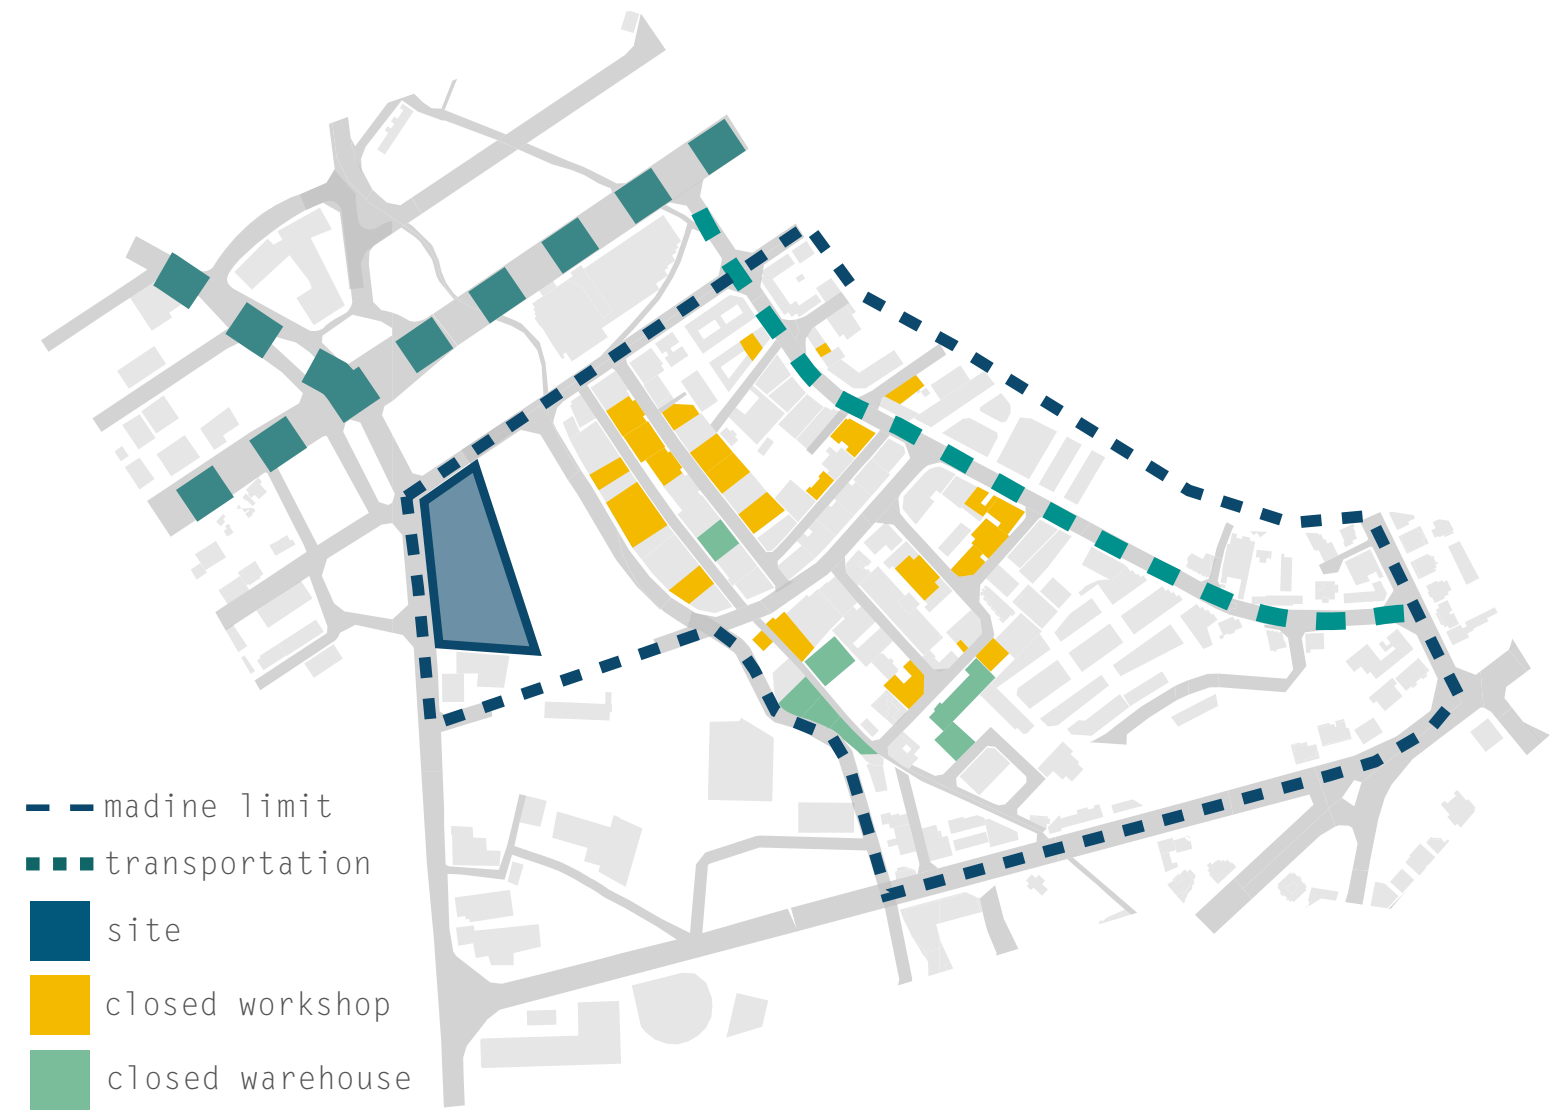 madine limit
transportation
site
closed workshop
closed warehouse